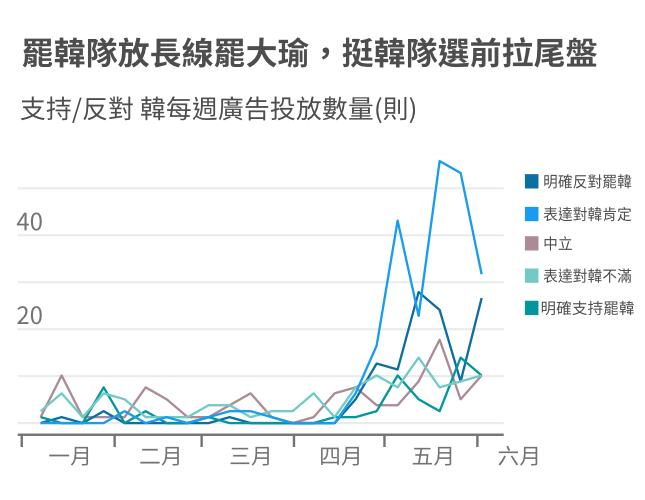 罷韓隊放長線罷大瑜，挺韓隊選前拉尾盤
支持/反對 韓每週廣告投放數量(則)
明確反對罷韓
表達對韓肯定
中立
表達對韓不滿
明確支持罷韓
40
20
一月 二月 三月 四月 五月 六月